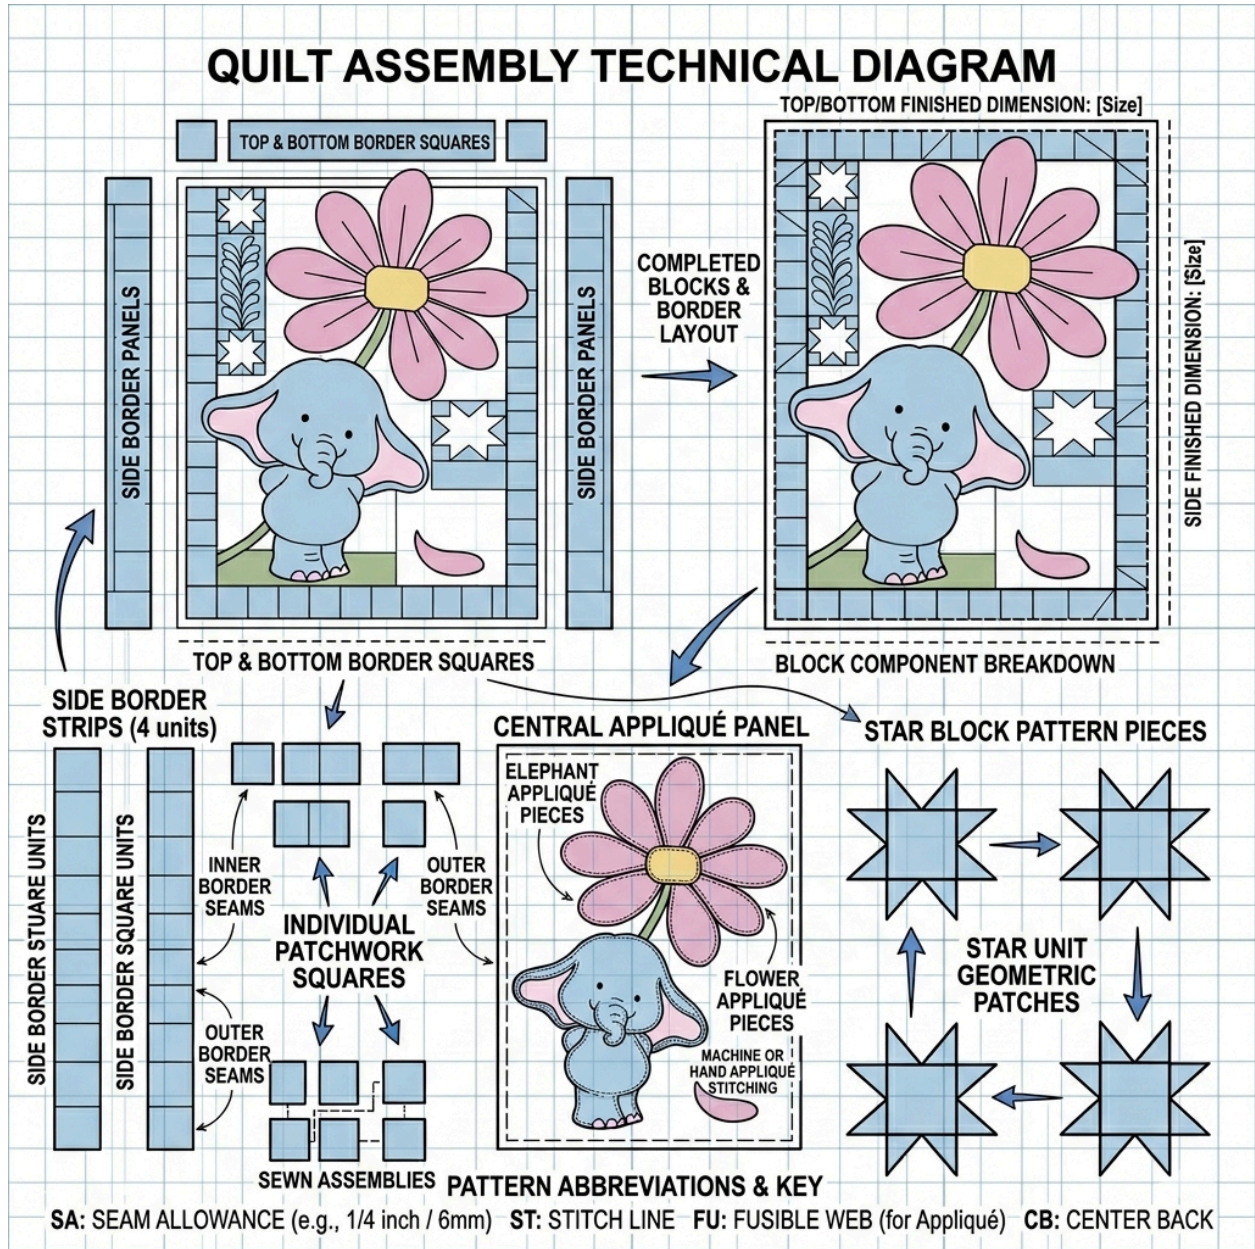 QUILT ASSEMBLY TECHNICAL DIAGRAM
TOP/BOTTOM FINISHED DIMENSION: [Size]
TOP & BOTTOM BORDER SQUARES
SIDE BORDER PANELS
SIDE BORDER PANELS
COMPLETED
BLOCKS &
BORDER
LAYOUT
SIDE FINISHED DIMENSION: [Size]
TOP & BOTTOM BORDER SQUARES
BLOCK COMPONENT BREAKDOWN
SIDE BORDER
STRIPS (4 units)
CENTRAL APPLIQUÉ PANEL
STAR BLOCK PATTERN PIECES
SIDE BORDER STUARE UNITS
SIDE BORDER SQUARE UNITS
INNER
BORDER
SEAMS
OUTER
BORDER
SEAMS
INDIVIDUAL
PATCHWORK
SQUARES
OUTER
BORDER
SEAMS
SEWN ASSEMBLIES
ELEPHANT
APPLIQUÉ
PIECES
FLOWER
APPLIQUÉ
PIECES
MACHINE OR
HAND APPLIQUÉ
STITCHING
STAR UNIT
GEOMETRIC
PATCHES
PATTERN ABBREVIATIONS & KEY
SA: SEAM ALLOWANCE (e.g., 1/4 inch / 6mm) ST: STITCH LINE FU: FUSIBLE WEB (for Appliqué) CB: CENTER BACK